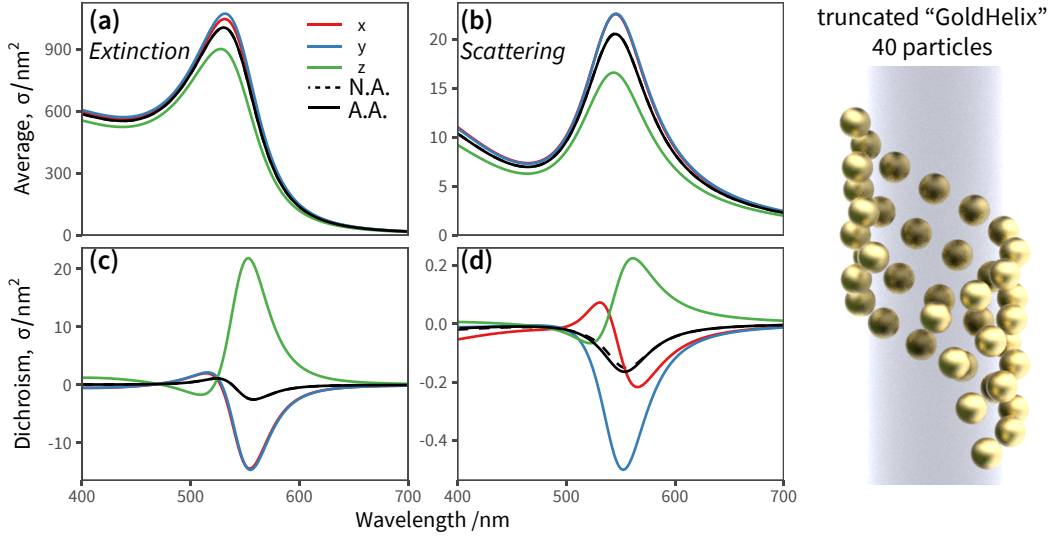 truncated “GoldHelix”
40 particles
(a)
Extinction
x
y
z
N.A.
A.A.
Average, σ/nm²
900
600
300
0
(b)
Scattering
20
15
10
5
0
(c)
Dichroism, σ/nm²
20
10
0
-10
400
500
600
700
(d)
0.2
0.0
-0.2
-0.4
400
500
600
700
Wavelength /nm